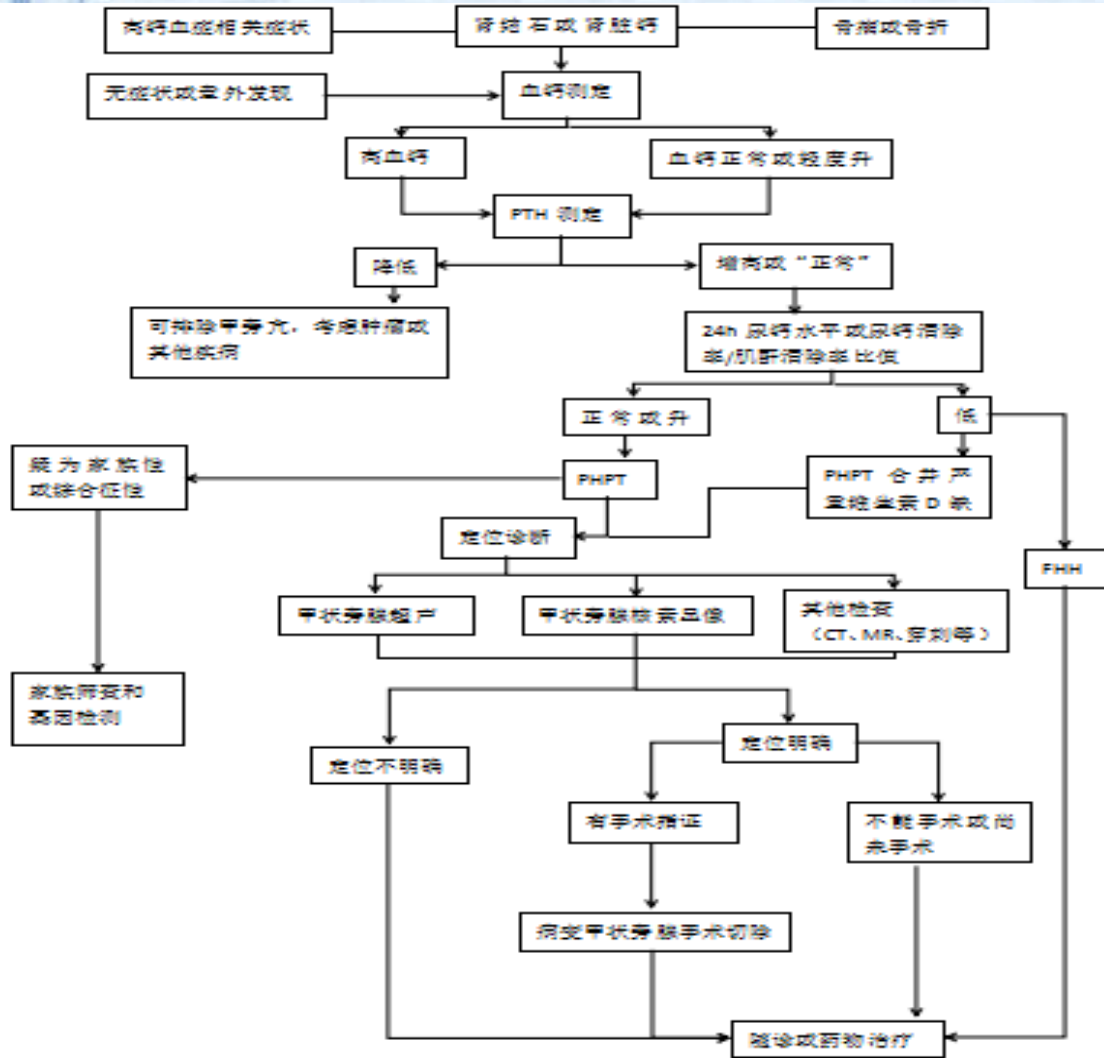 高钙血症相关症状
肾结石或肾脏钙
骨痛或骨折
无症状或意外发现
血钙测定
高血钙
血钙正常或轻度升
PTH 测定
降低
增高或“正常”
可排除甲旁亢，考虑肿瘤或
其他疾病
24h 尿钙水平或尿钙清除
率/肌酐清除率比值
正常或升
低
疑为家族性
或综合征性
PHPT
PHPT 合并严
重维生素 D 缺
定位诊断
FHH
甲状旁腺超声
甲状旁腺核素显像
其他检查
（CT、MR、穿刺等）
家族筛查和
基因检测
定位不明确
定位明确
有手术指证
不能手术或尚
未手术
病变甲状旁腺手术切除
随诊或药物治疗